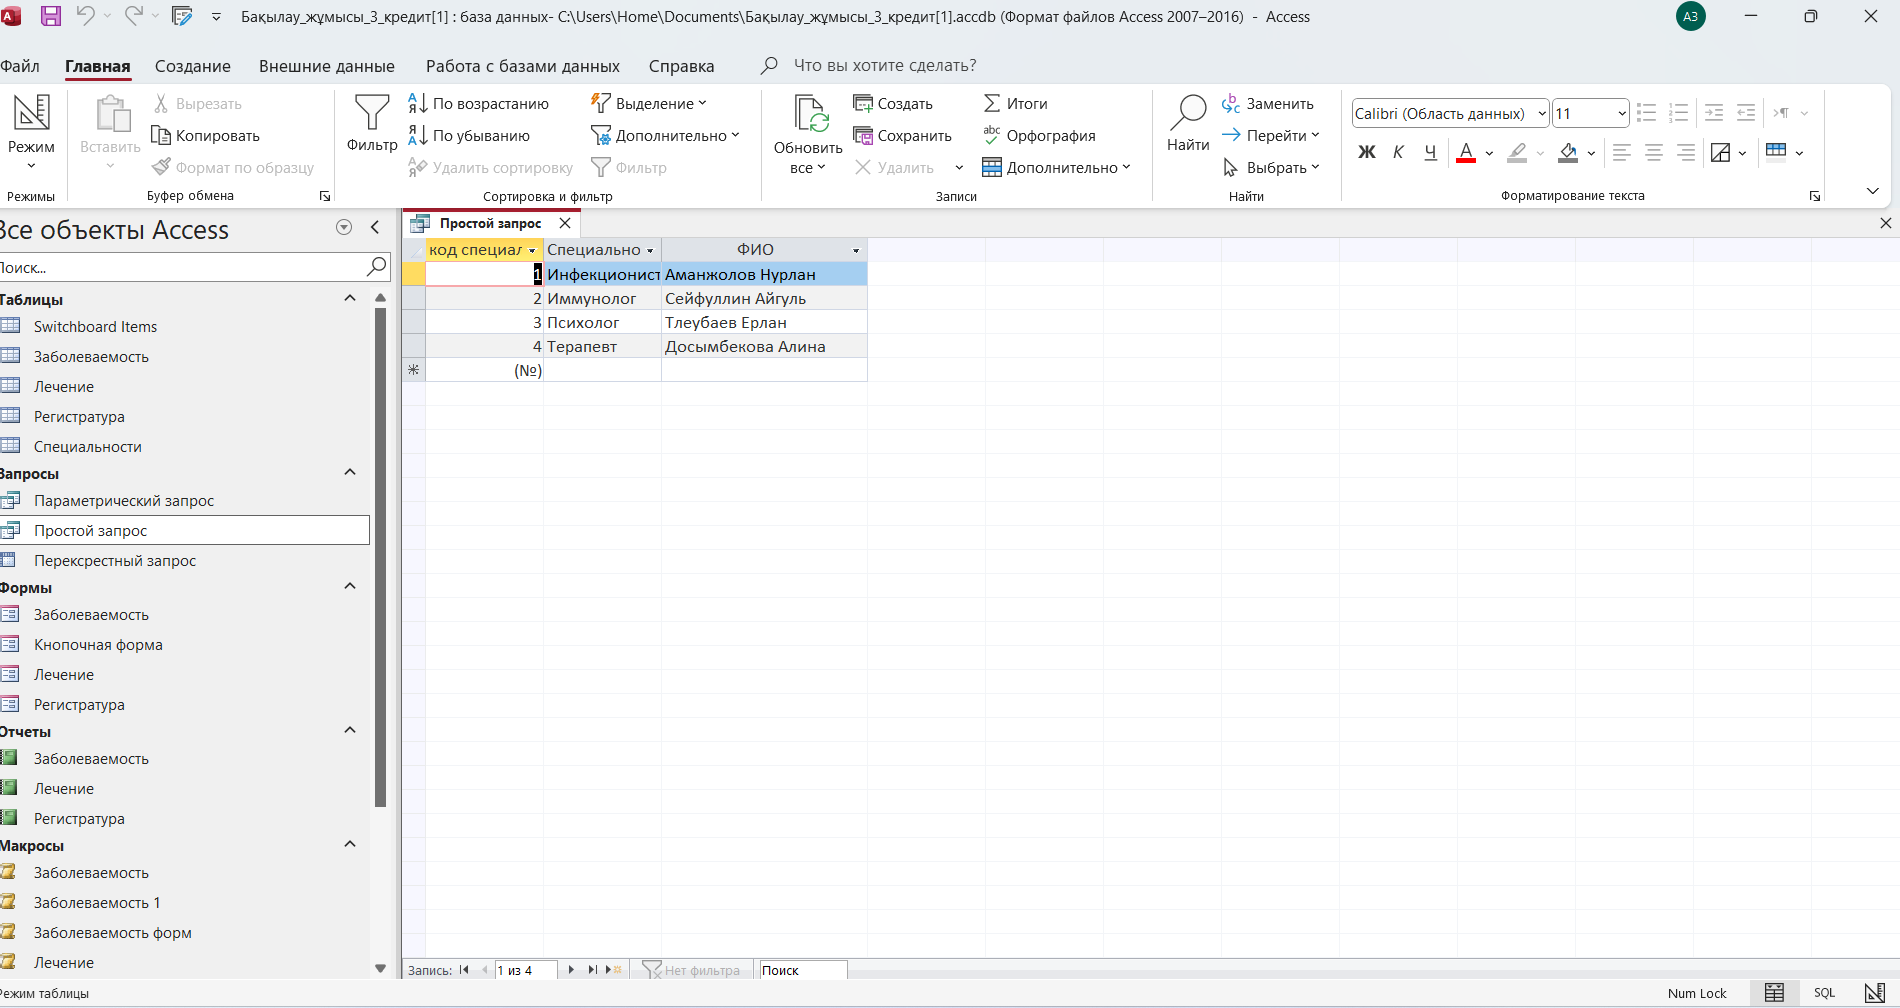 Бақылау_жұмысы_3_кредит[1] : база данных- C:\Users\Home\Documents\Бақылау_жұмысы_3_кредит[1].accdb (Формат файлов Access 2007–2016) - Access
АЗ
Файл Главная Создание Внешние данные Работа с базами данных Справка Что вы хотите сделать?
Режим
Режимы
Вставить
Вырезать
Копировать
Формат по образцу
Буфер обмена
Фильтр
По возрастанию
По убыванию
Удалить сортировку
Выделение
Дополнительно
Фильтр
Сортировка и фильтр
Обновить
все
Создать
Сохранить
Удалить
Итоги
Орфография
Дополнительно
Записи
Найти
Заменить
Перейти
Выбрать
Найти
Calibri (Область данных) 11
Ж К Ч А
Форматирование текста
Все объекты Access
Поиск...
Таблицы
Switchboard Items
Заболеваемость
Лечение
Регистратура
Специальности
Запросы
Параметрический запрос
Простой запрос
Перексрестный запрос
Формы
Заболеваемость
Кнопочная форма
Лечение
Регистратура
Отчеты
Заболеваемость
Лечение
Регистратура
Макросы
Заболеваемость
Заболеваемость 1
Заболеваемость форм
Лечение
Простой запрос
код специал Специально ФИО
1 Инфекционист Аманжолов Нурлан
2 Иммунолог Сейфуллин Айгуль
3 Психолог Тлеубаев Ерлан
4 Терапевт Досымбекова Алина
(№)
Запись: 1 из 4 Нет фильтра Поиск
Режим таблицы
Num Lock SQL